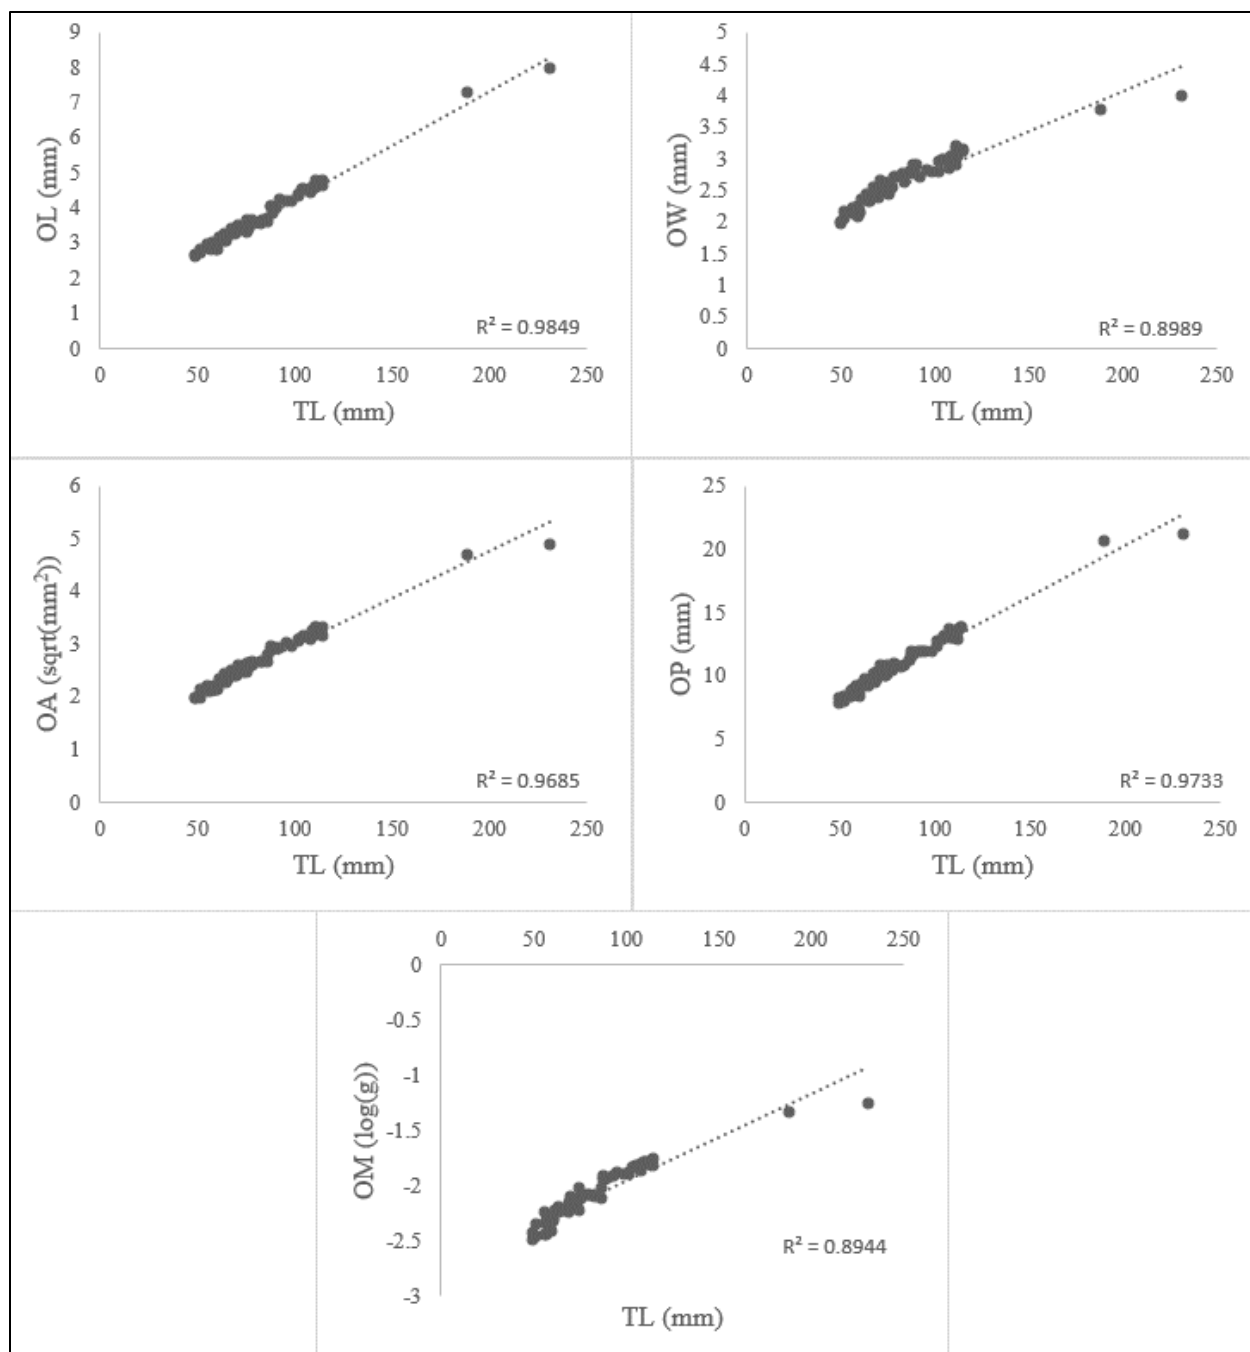 9
8
7
6
5
4
3
2
1
0
OL (mm)
R² = 0.9849
0 50 100 150 200 250
TL (mm)
5
4.5
4
3.5
3
2.5
2
1.5
1
0.5
0
OW (mm)
R² = 0.8989
0 50 100 150 200 250
TL (mm)
6
5
4
3
2
1
0
OA (sqrt(mm²))
R² = 0.9685
0 50 100 150 200 250
TL (mm)
25
20
15
10
5
0
OP (mm)
R² = 0.9733
0 50 100 150 200 250
TL (mm)
0 50 100 150 200 250
0
-0.5
-1
-1.5
-2
-2.5
-3
OM (log(g))
R² = 0.8944
TL (mm)